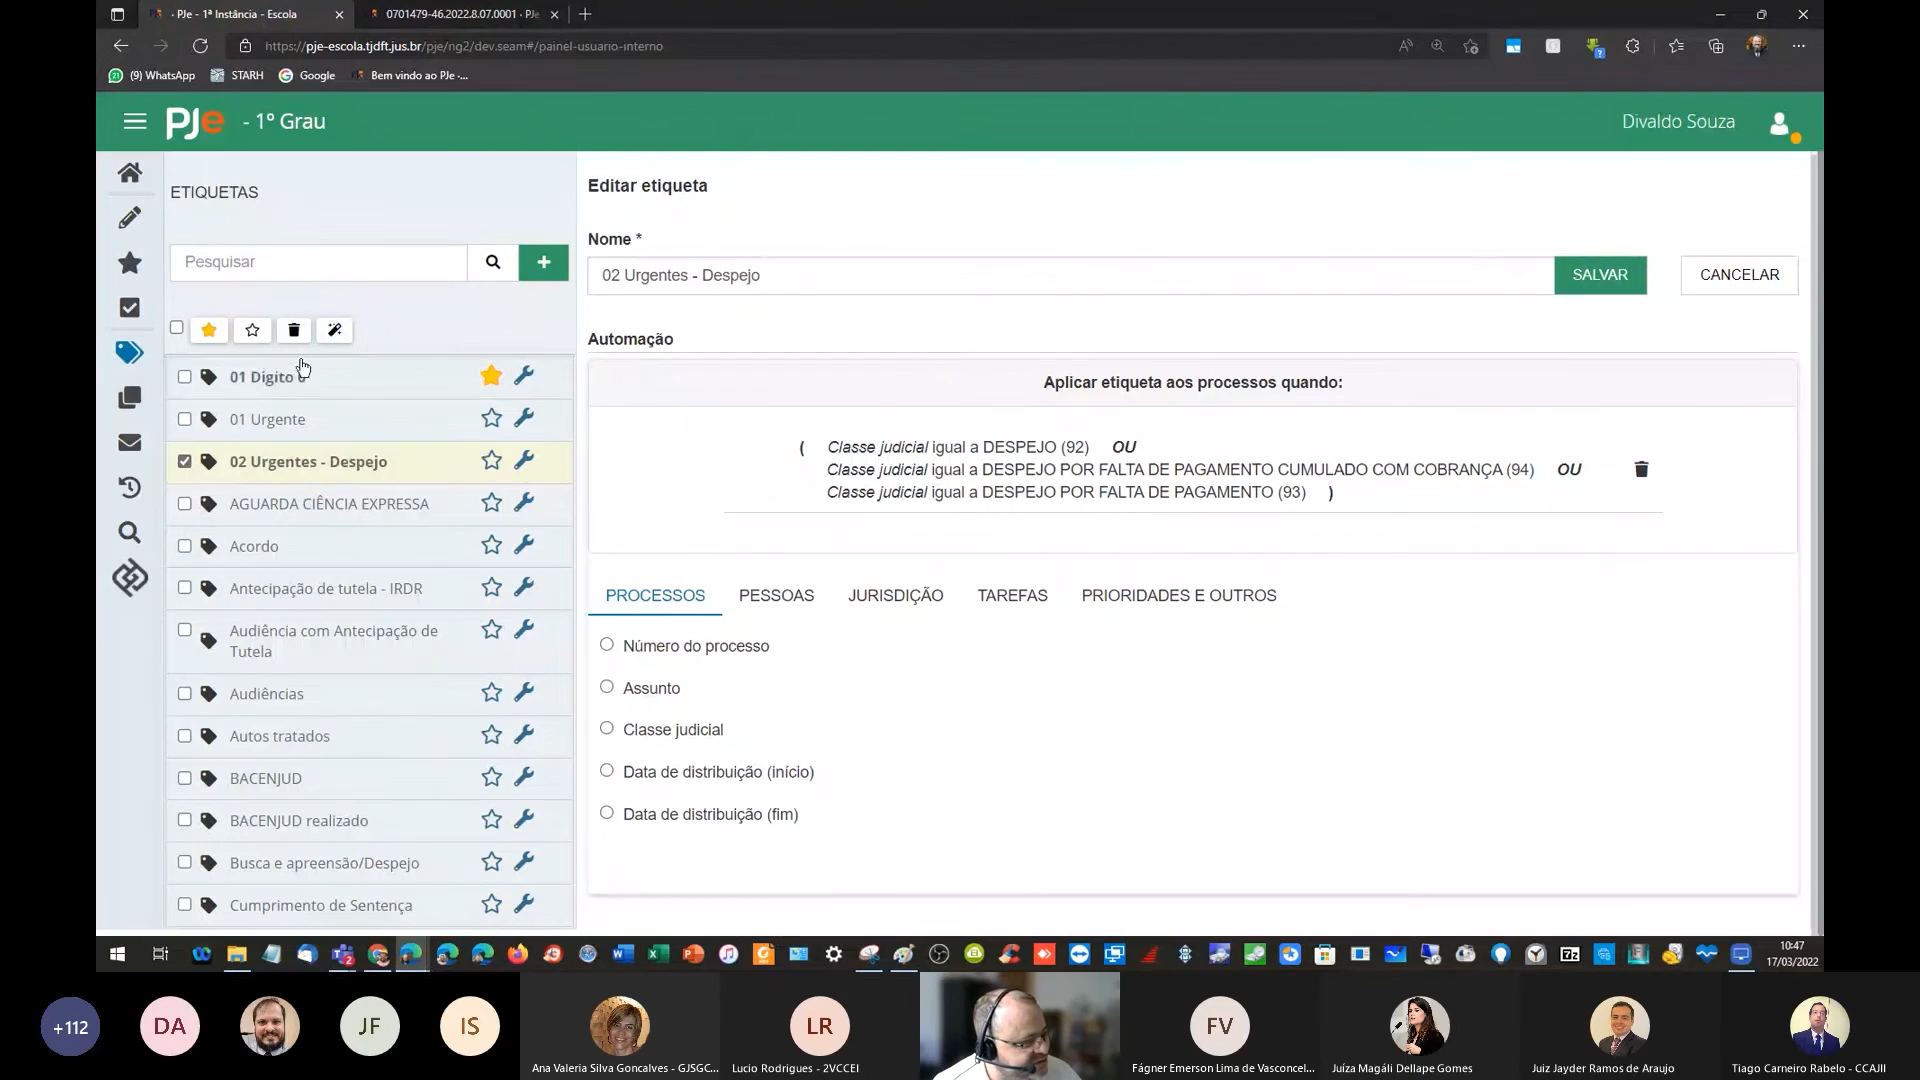 PJe - 1ª Instância - Escola
0701479-46.2022.8.07.0001 · PJe
https://pje-escola.tjdft.jus.br/pje/ng2/dev.seam#/painel-usuario-interno
(9) WhatsApp
STARH
Google
Bem vindo ao PJe -...
PJe - 1º Grau
Divaldo Souza
ETIQUETAS
Pesquisar
01 Digito
01 Urgente
02 Urgentes - Despejo
AGUARDA CIÊNCIA EXPRESSA
Acordo
Antecipação de tutela - IRDR
Audiência com Antecipação de
Tutela
Audiências
Autos tratados
BACENJUD
BACENJUD realizado
Busca e apreensão/Despejo
Cumprimento de Sentença
Editar etiqueta
Nome *
02 Urgentes - Despejo
SALVAR
CANCELAR
Automação
Aplicar etiqueta aos processos quando:
( Classe judicial igual a DESPEJO (92) OU
Classe judicial igual a DESPEJO POR FALTA DE PAGAMENTO CUMULADO COM COBRANÇA (94) OU
Classe judicial igual a DESPEJO POR FALTA DE PAGAMENTO (93) )
PROCESSOS PESSOAS JURISDIÇÃO TAREFAS PRIORIDADES E OUTROS
Número do processo
Assunto
Classe judicial
Data de distribuição (início)
Data de distribuição (fim)
10:47
17/03/2022
+112
DA
JF
IS
Ana Valeria Silva Goncalves - GJSGC...
LR
Lucio Rodrigues - 2VCCEI
FV
Fágner Emerson Lima de Vasconcel...
Juíza Magáli Dellape Gomes
Juiz Jayder Ramos de Araujo
Tiago Carneiro Rabelo - CCAJII